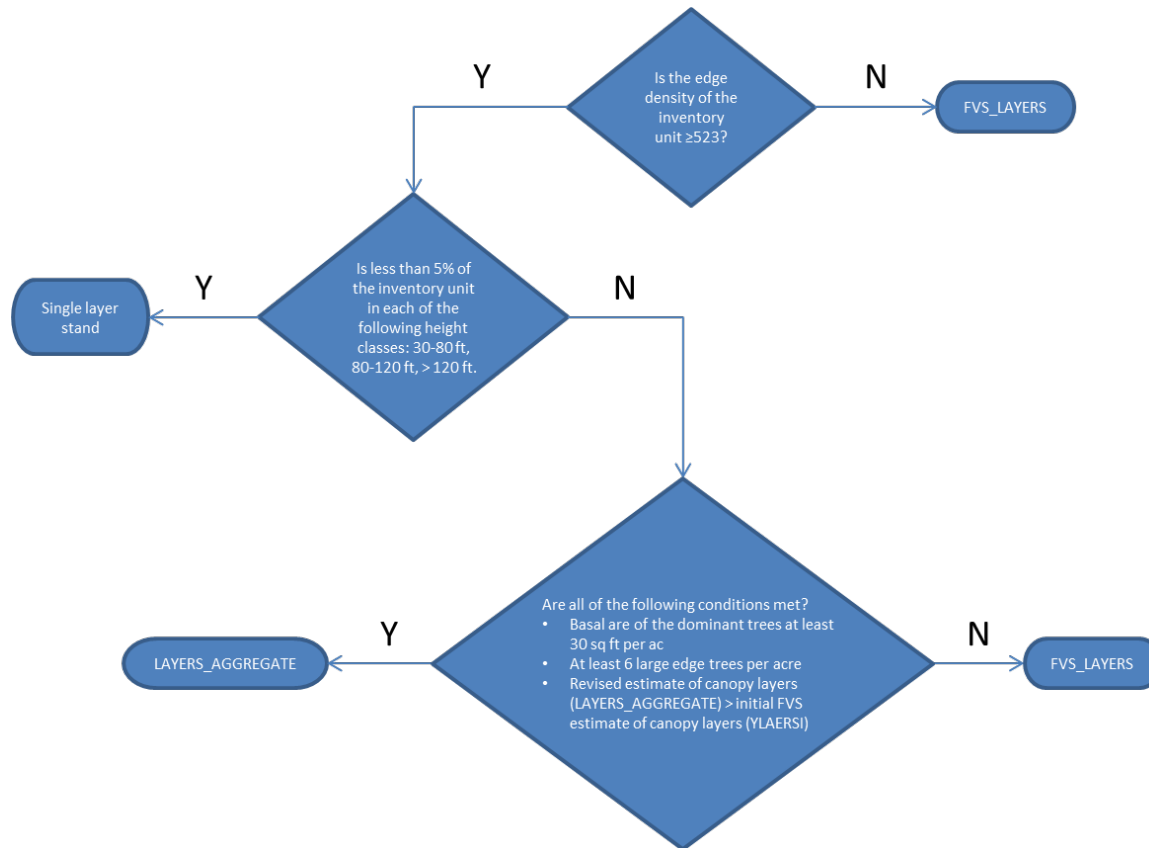 Is the edge
density of the
inventory
unit ≥523?
Y
N
FVS_LAYERS
Is less than 5% of
the inventory unit
in each of the
following height
classes: 30-80 ft,
80-120 ft, > 120 ft.
Y
N
Single layer
stand
Are all of the following conditions met?
• Basal are of the dominant trees at least
30 sq ft per ac
• At least 6 large edge trees per acre
• Revised estimate of canopy layers
(LAYERS_AGGREGATE) > initial FVS
estimate of canopy layers (YLAERSI)
Y
N
LAYERS_AGGREGATE
FVS_LAYERS